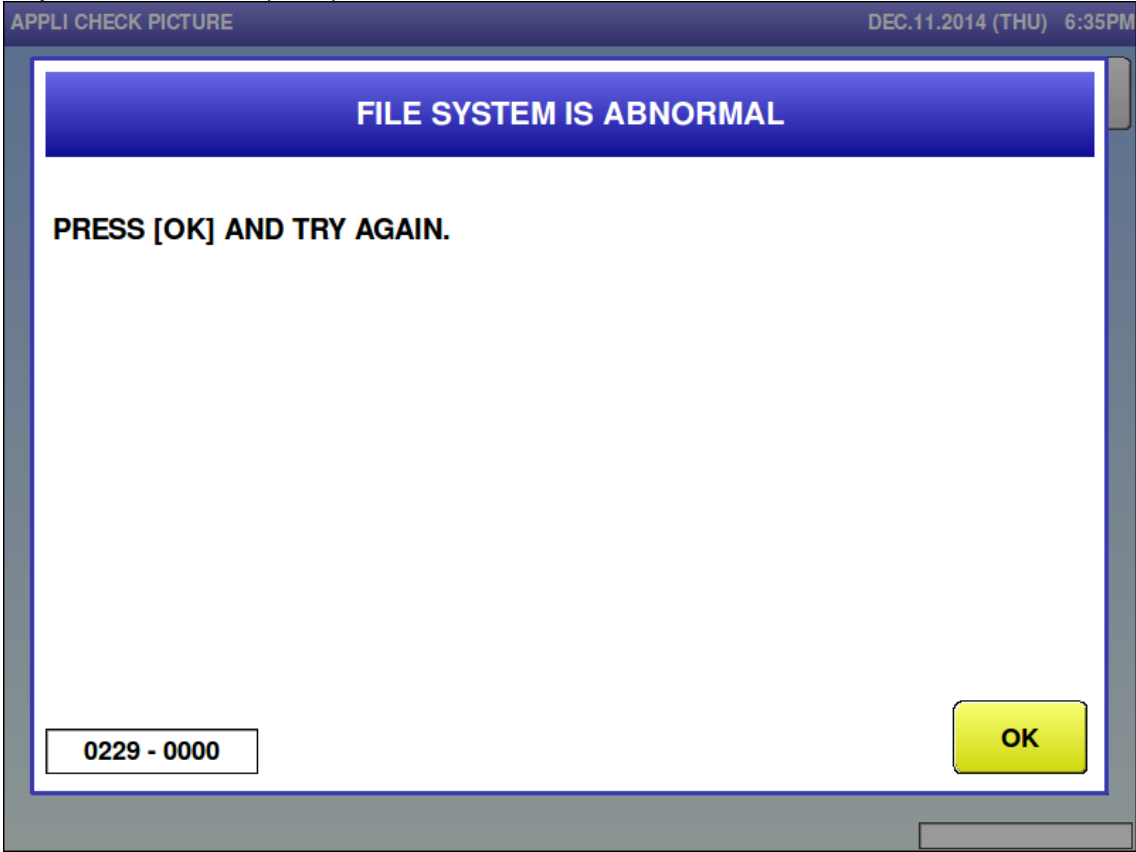 APPLI CHECK PICTURE DEC.11.2014 (THU) 6:35PM
FILE SYSTEM IS ABNORMAL
PRESS [OK] AND TRY AGAIN.
0229 - 0000
OK